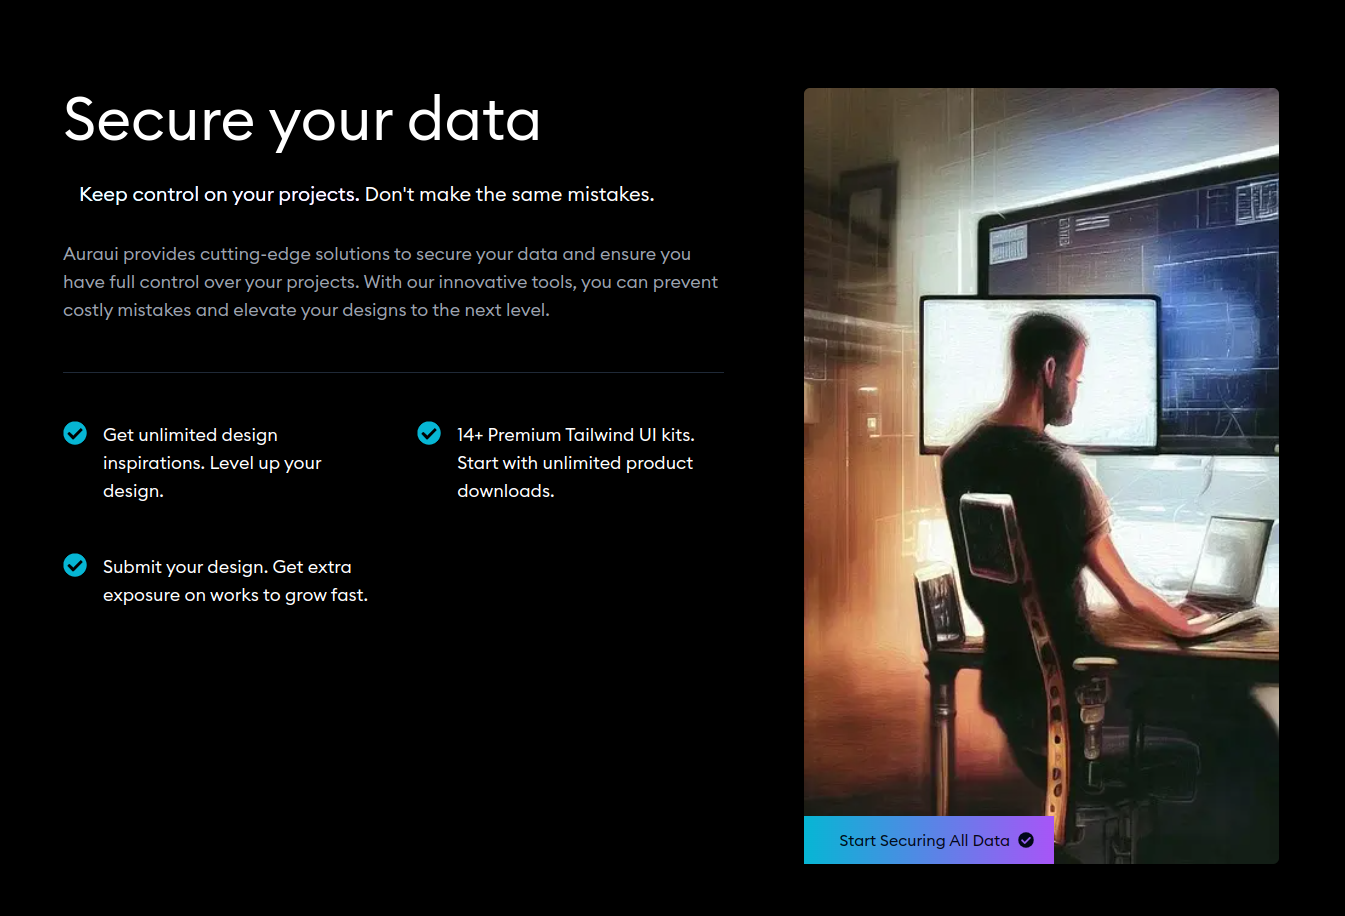 Secure your data
Keep control on your projects. Don't make the same mistakes.
Auraui provides cutting-edge solutions to secure your data and ensure you
have full control over your projects. With our innovative tools, you can prevent
costly mistakes and elevate your designs to the next level.
Get unlimited design
inspirations. Level up your
design.
14+ Premium Tailwind UI kits.
Start with unlimited product
downloads.
Submit your design. Get extra
exposure on works to grow fast.
Start Securing All Data